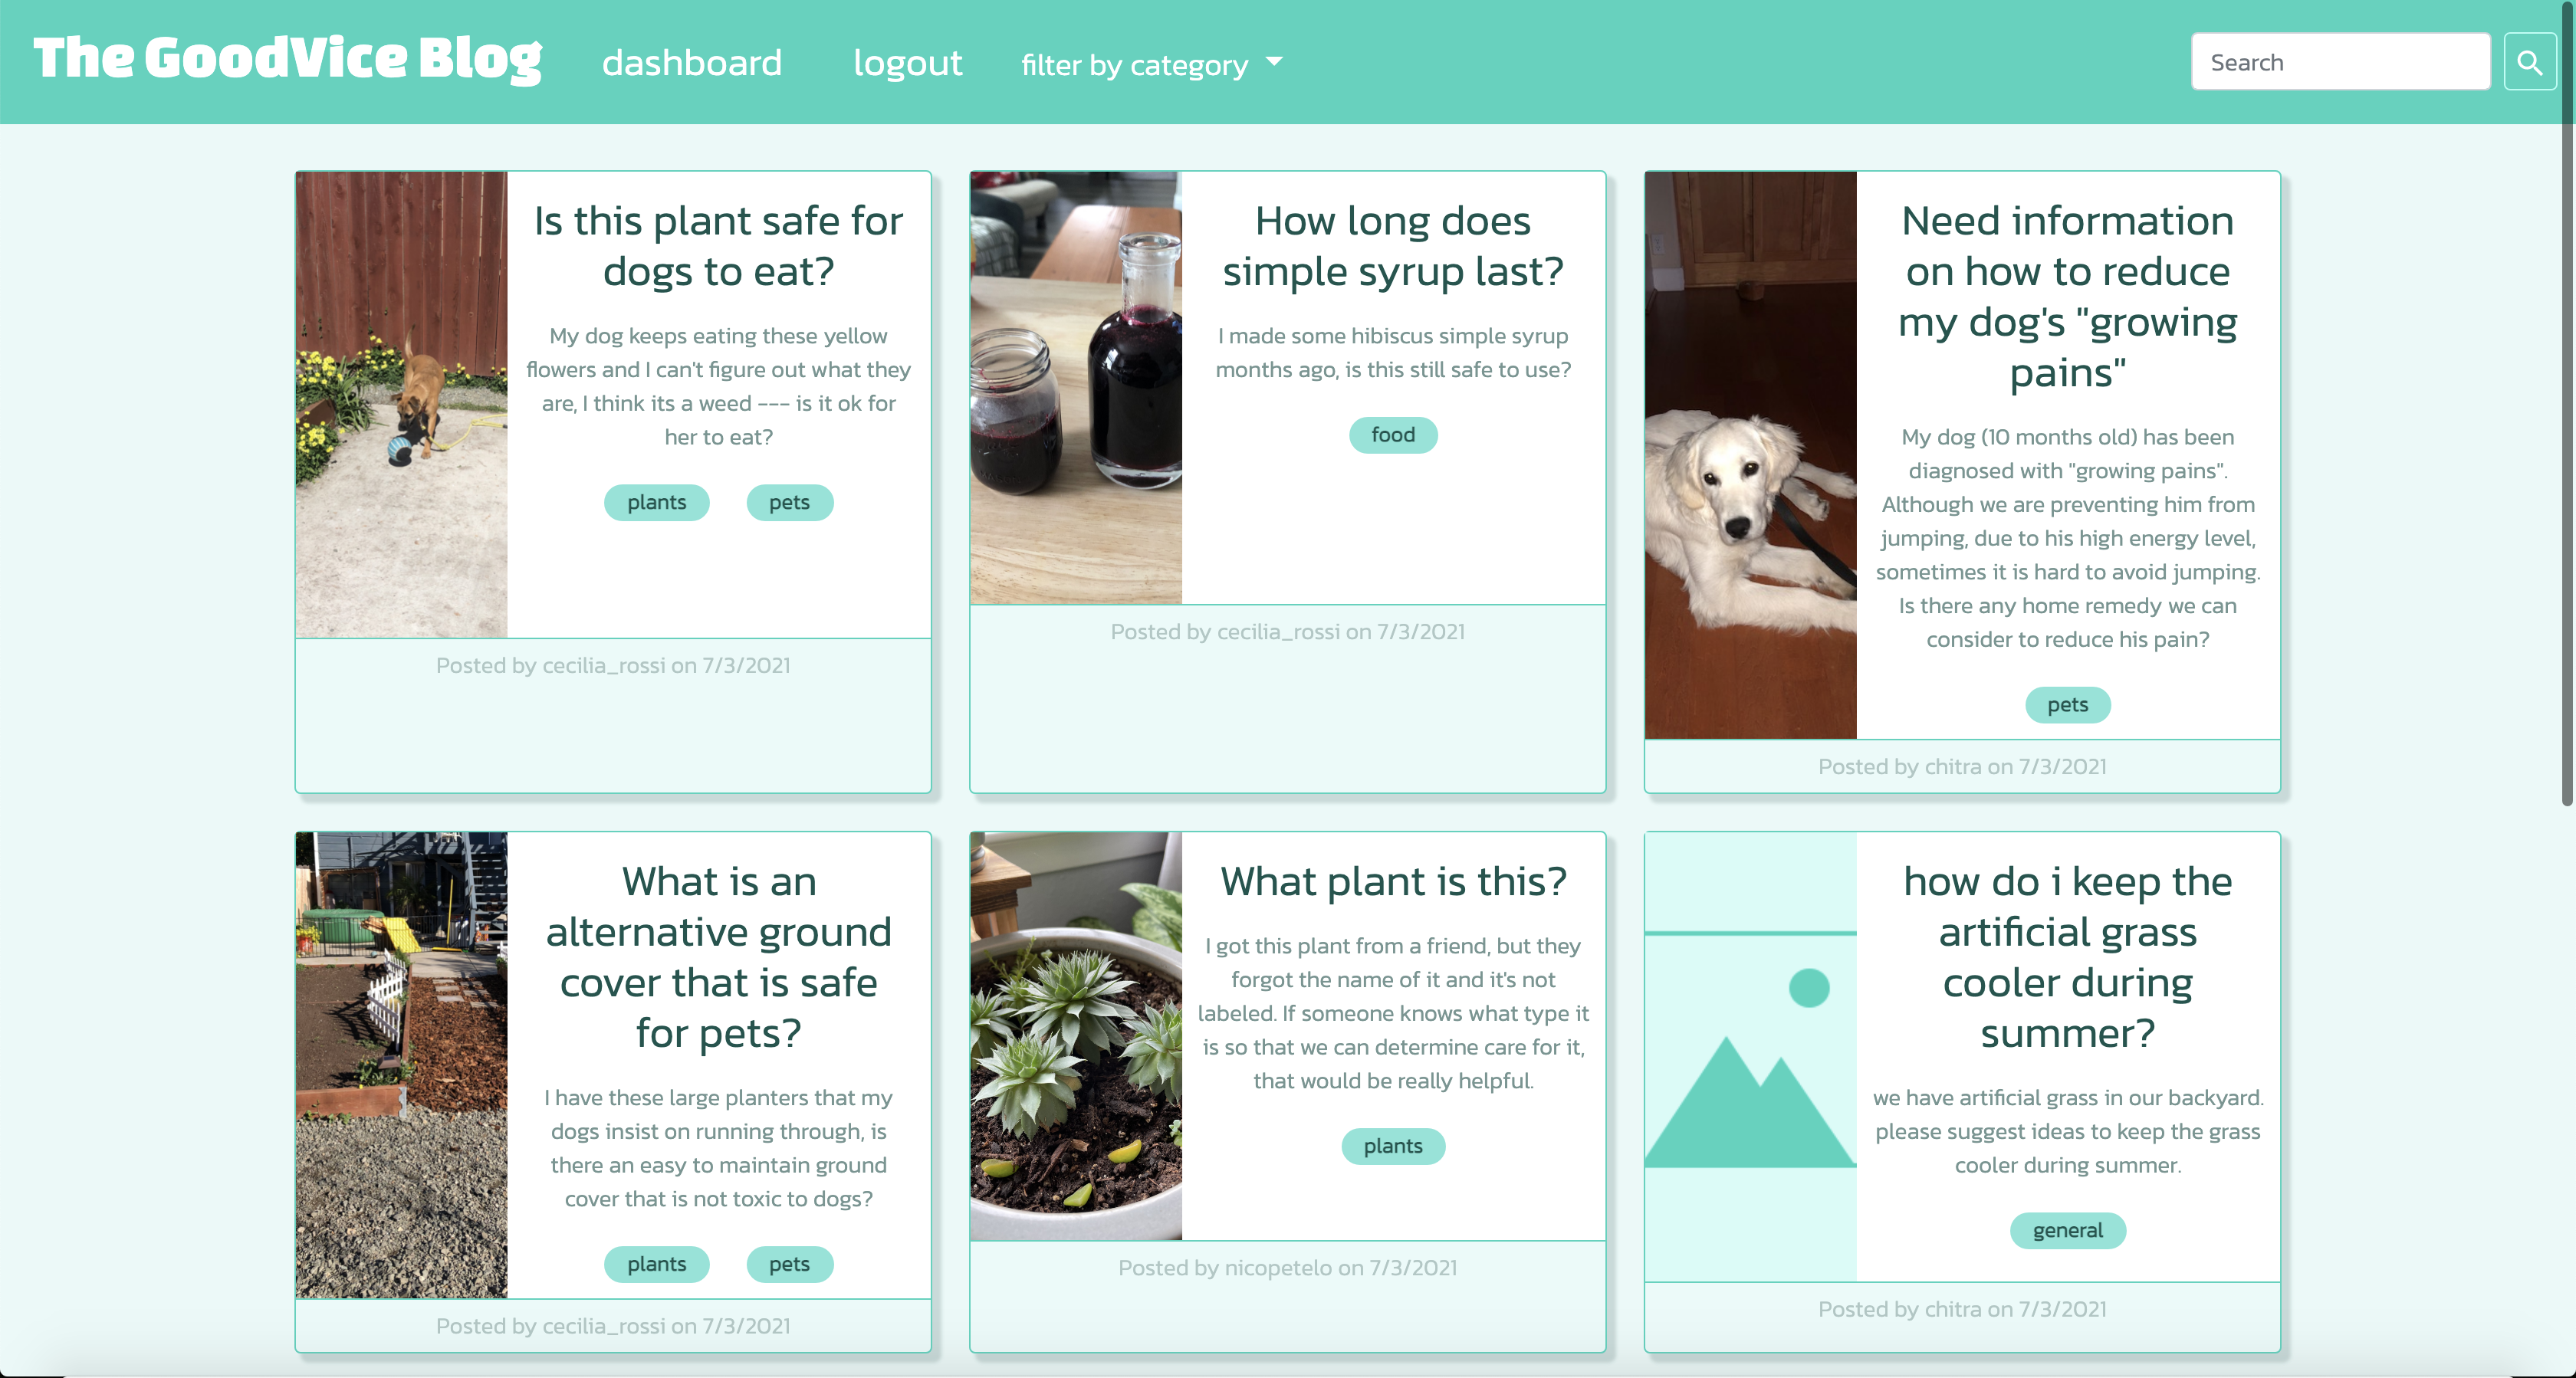 The GoodVice Blog
dashboard
logout
filter by category
Search
Is this plant safe for
dogs to eat?
My dog keeps eating these yellow
flowers and I can't figure out what they
are, I think its a weed --- is it ok for
her to eat?
plants pets
Posted by cecilia_rossi on 7/3/2021
How long does
simple syrup last?
I made some hibiscus simple syrup
months ago, is this still safe to use?
food
Posted by cecilia_rossi on 7/3/2021
Need information
on how to reduce
my dog's "growing
pains"
My dog (10 months old) has been
diagnosed with "growing pains".
Although we are preventing him from
jumping, due to his high energy level,
sometimes it is hard to avoid jumping.
Is there any home remedy we can
consider to reduce his pain?
pets
Posted by chitra on 7/3/2021
What is an
alternative ground
cover that is safe
for pets?
I have these large planters that my
dogs insist on running through, is
there an easy to maintain ground
cover that is not toxic to dogs?
plants pets
Posted by cecilia_rossi on 7/3/2021
What plant is this?
I got this plant from a friend, but they
forgot the name of it and it's not
labeled. If someone knows what type it
is so that we can determine care for it,
that would be really helpful.
plants
Posted by nicopetelo on 7/3/2021
how do i keep the
artificial grass
cooler during
summer?
we have artificial grass in our backyard.
please suggest ideas to keep the grass
cooler during summer.
general
Posted by chitra on 7/3/2021